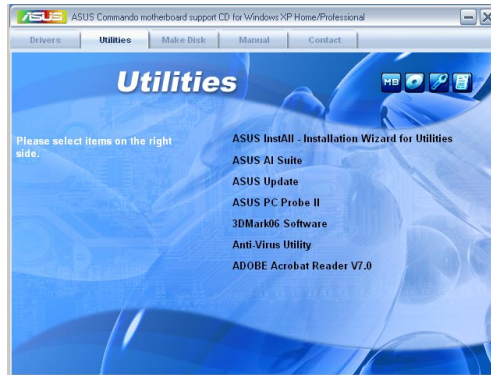 ASUS ASUS Commando motherboard support CD for Windows XP Home/Professional
Drivers Utilities Make Disk Manual Contact
Utilities
MB
Please select items on the right
side.
ASUS InstAll - Installation Wizard for Utilities
ASUS AI Suite
ASUS Update
ASUS PC Probe II
3DMark06 Software
Anti-Virus Utility
ADOBE Acrobat Reader V7.0